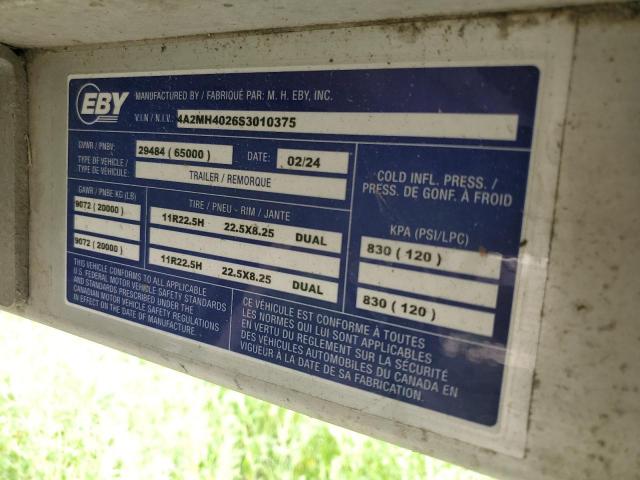 EBY
MANUFACTURED BY / FABRIQUÉ PAR: M. H. EBY, INC.
V.I.N / N.I.V.: 4A2MH4026S3010375
GVWR / PNBV: 29484 ( 65000 ) DATE: 02/24
TYPE OF VEHICLE / TYPE DE VÉHICULE: TRAILER / REMORQUE
COLD INFL. PRESS. /
PRESS. DE GONF. À FROID
GAWR / PNBE KG (LB) TIRE / PNEU - RIM / JANTE KPA (PSI/LPC)
9072 ( 20000 ) 11R22.5H 22.5X8.25 DUAL 830 ( 120 )
9072 ( 20000 ) 11R22.5H 22.5X8.25 DUAL 830 ( 120 )
THIS VEHICLE CONFORMS TO ALL APPLICABLE
U.S. FEDERAL MOTOR VEHICLE SAFETY STANDARDS
AND STANDARDS PRESCRIBED UNDER THE
CANADIAN MOTOR VEHICLE SAFETY REGULATIONS
IN EFFECT ON THE DATE OF MANUFACTURE.
CE VÉHICULE EST CONFORME À TOUTES
LES NORMES QUI LUI SONT APPLICABLES
EN VERTU DU REGLEMENT SUR LA SÉCURITÉ
DES VÉHICULES AUTOMOBILES DU CANADA EN
VIGUEUR À LA DATE DE SA FABRICATION.